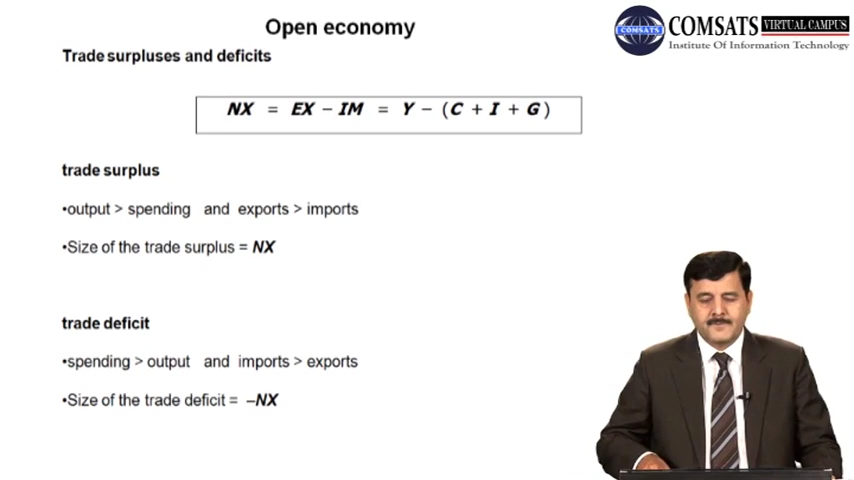 Open economy
COMSATS
COMSATS VIRTUAL CAMPUS
Institute Of Information Technology
Trade surpluses and deficits
NX = EX − IM = Y − (C + I + G)
trade surplus
•output > spending and exports > imports
•Size of the trade surplus = NX
trade deficit
•spending > output and imports > exports
•Size of the trade deficit = −NX